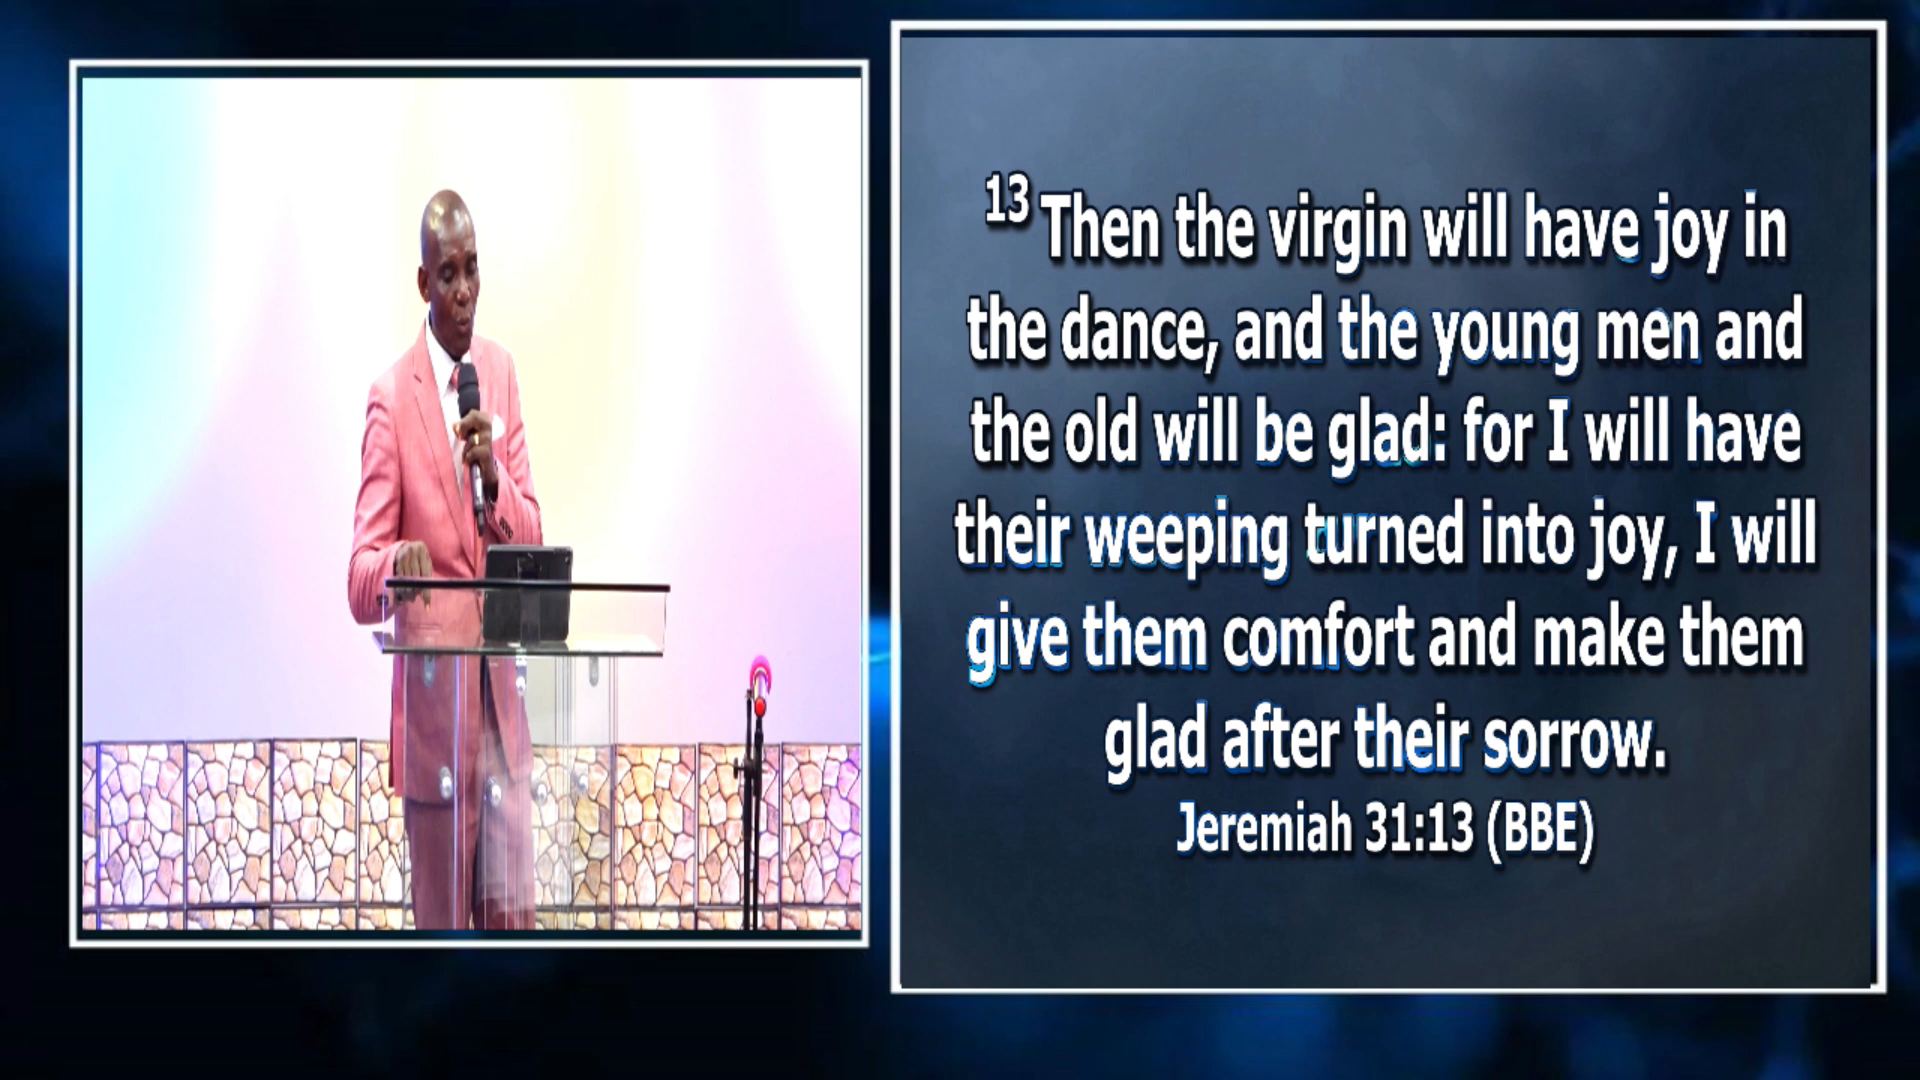 13 Then the virgin will have joy in
the dance, and the young men and
the old will be glad: for I will have
their weeping turned into joy, I will
give them comfort and make them
glad after their sorrow.
Jeremiah 31:13 (BBE)